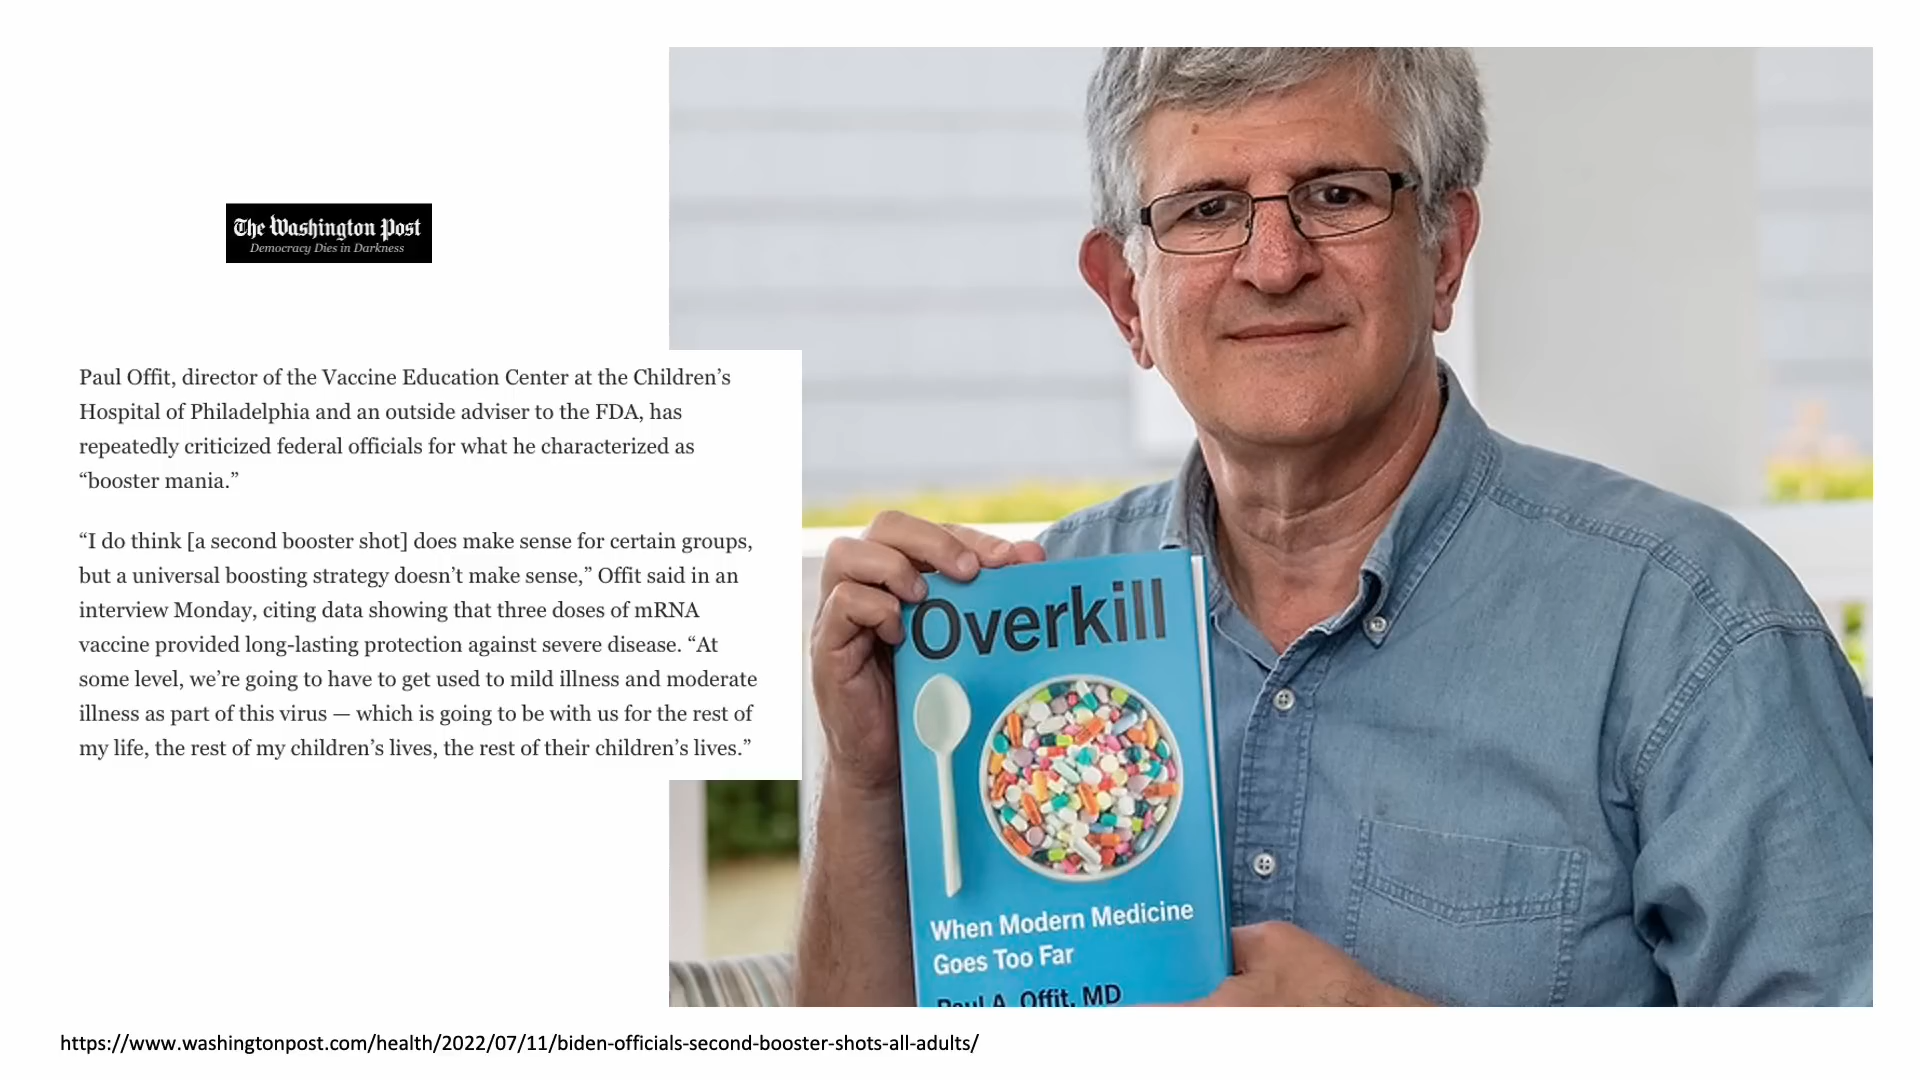 The Washington Post
Democracy Dies in Darkness
Paul Offit, director of the Vaccine Education Center at the Children’s
Hospital of Philadelphia and an outside adviser to the FDA, has
repeatedly criticized federal officials for what he characterized as
“booster mania.”
“I do think [a second booster shot] does make sense for certain groups,
but a universal boosting strategy doesn’t make sense,” Offit said in an
interview Monday, citing data showing that three doses of mRNA
vaccine provided long-lasting protection against severe disease. “At
some level, we’re going to have to get used to mild illness and moderate
illness as part of this virus — which is going to be with us for the rest of
my life, the rest of my children’s lives, the rest of their children’s lives.”
Overkill
When Modern Medicine
Goes Too Far
Paul A. Offit, MD
https://www.washingtonpost.com/health/2022/07/11/biden-officials-second-booster-shots-all-adults/